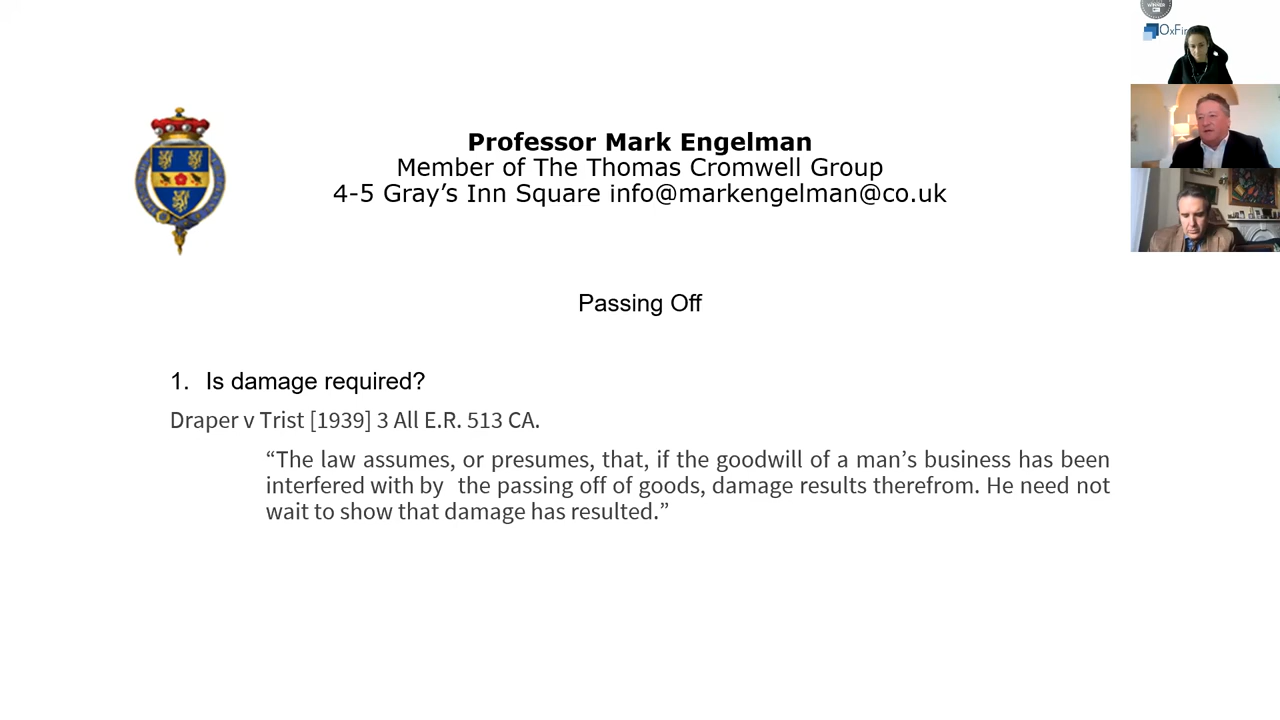 WINNER
OxFir
Professor Mark Engelman
Member of The Thomas Cromwell Group
4-5 Gray’s Inn Square info@markengelman@co.uk
Passing Off
1. Is damage required?
Draper v Trist [1939] 3 All E.R. 513 CA.
“The law assumes, or presumes, that, if the goodwill of a man’s business has been
interfered with by the passing off of goods, damage results therefrom. He need not
wait to show that damage has resulted.”